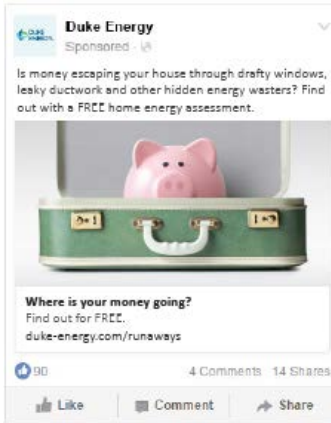 Duke Energy
Sponsored ·
Is money escaping your house through drafty windows,
leaky ductwork and other hidden energy wasters? Find
out with a FREE home energy assessment.
Where is your money going?
Find out for FREE.
duke-energy.com/runaways
90
4 Comments 14 Shares
Like Comment Share